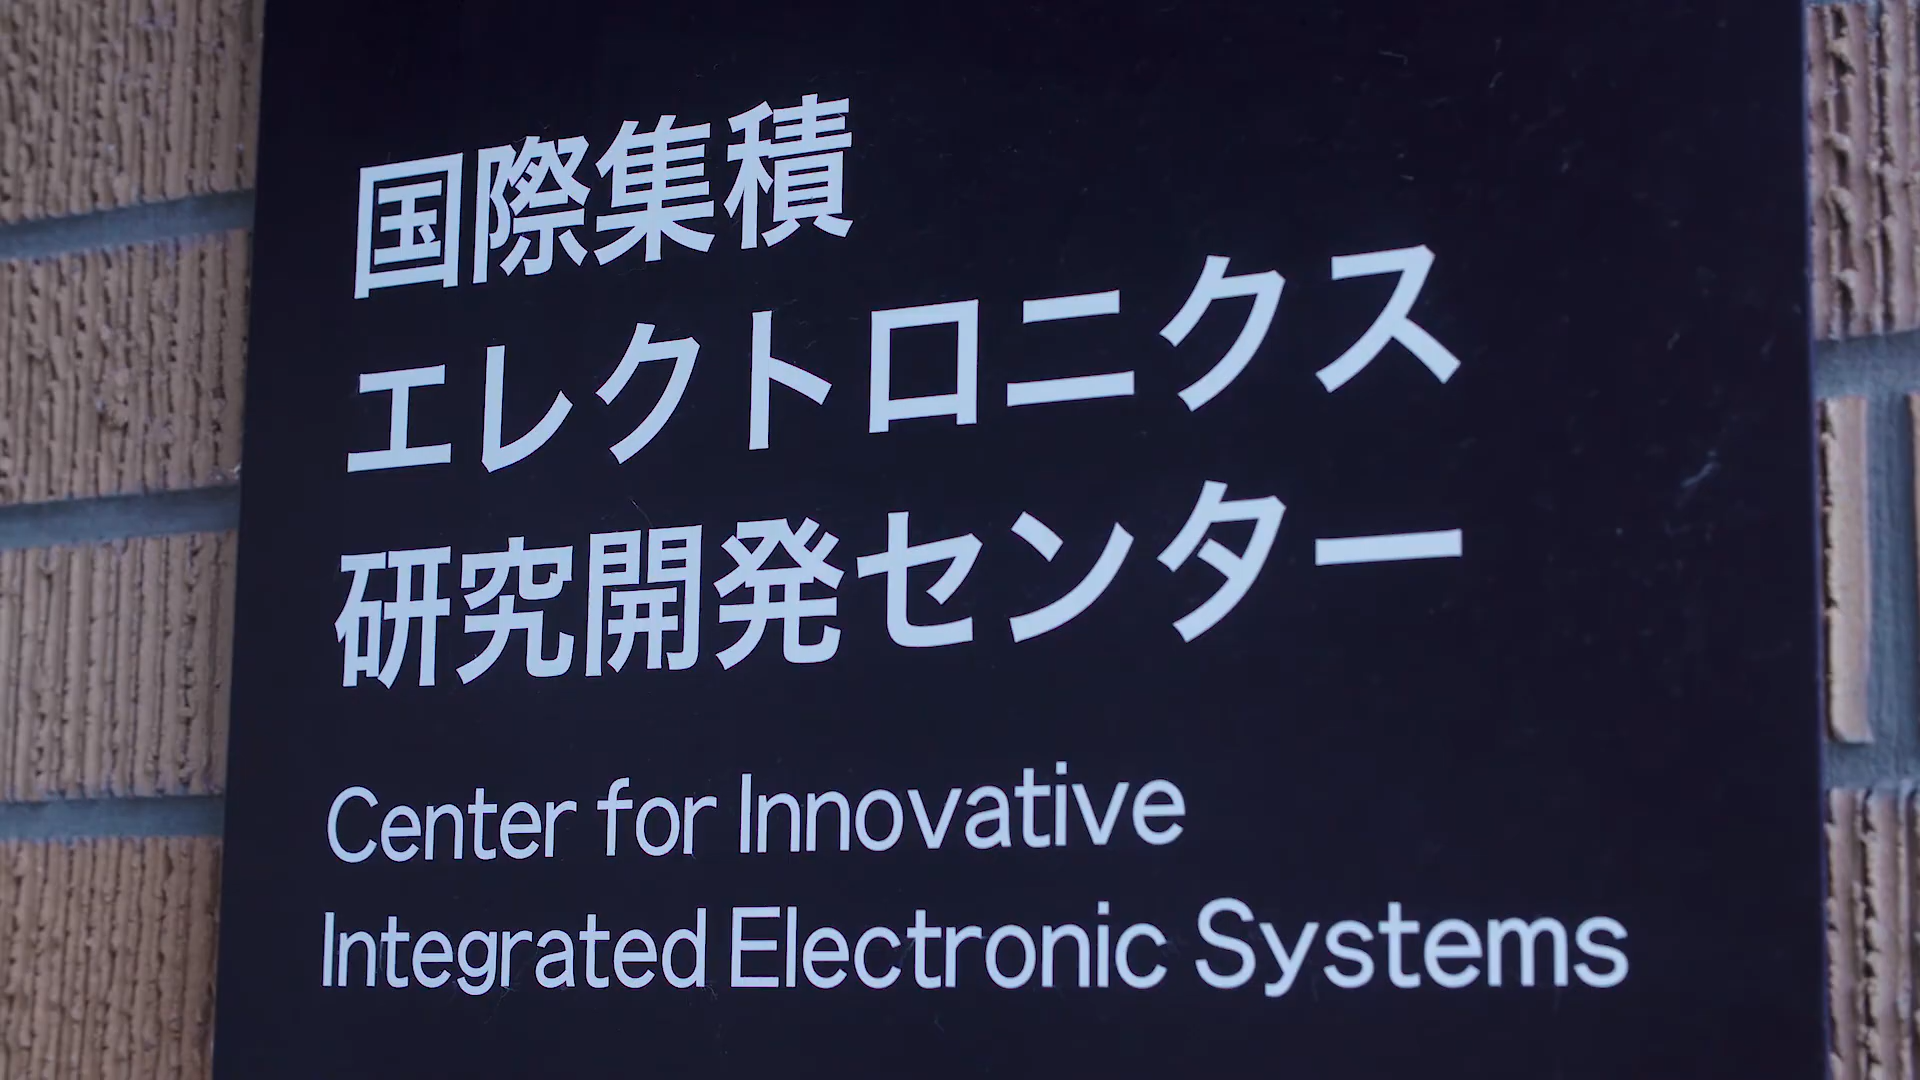 国際集積
エレクトロニクス
研究開発センター
Center for Innovative
Integrated Electronic Systems